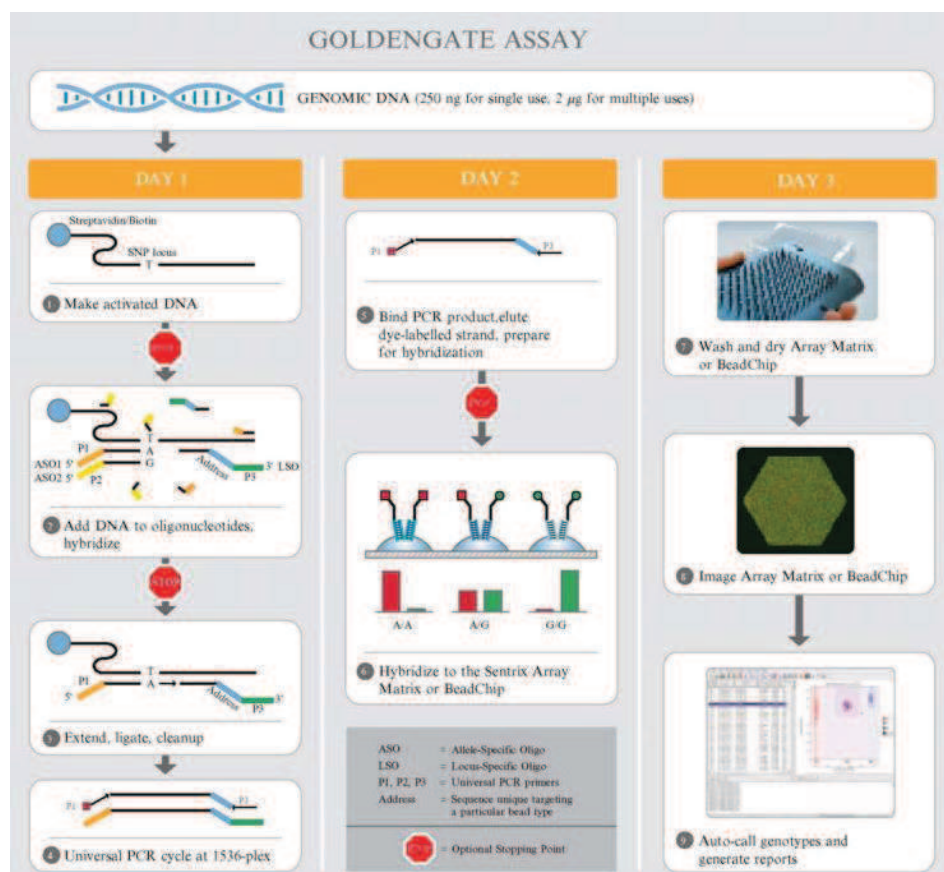 GOLDENGATE ASSAY
GENOMIC DNA (250 ng for single use, 2 µg for multiple uses)
DAY 1
Streptavidin/Biotin
SNP locus
T
1 Make activated DNA
T
P1
A
ASO1 5'
G
Address
3' LSO
ASO2 5'
P2
P3
2 Add DNA to oligonucleotides,
hybridize
STOP
T
P1
A
5'
Address
3'
P3
3 Extend, ligate, cleanup
P1
4 Universal PCR cycle at 1536-plex
DAY 2
P1
5 Bind PCR product,elute
dye-labelled strand, prepare
for hybridization
A/A
A/G
G/G
6 Hybridize to the Sentrix Array
Matrix or BeadChip
ASO = Allele-Specific Oligo
LSO = Locus-Specific Oligo
P1, P2, P3 = Universal PCR primers
Address = Sequence unique targeting
a particular bead type
= Optional Stopping Point
DAY 3
7 Wash and dry Array Matrix
or BeadChip
8 Image Array Matrix or BeadChip
9 Auto-call genotypes and
generate reports